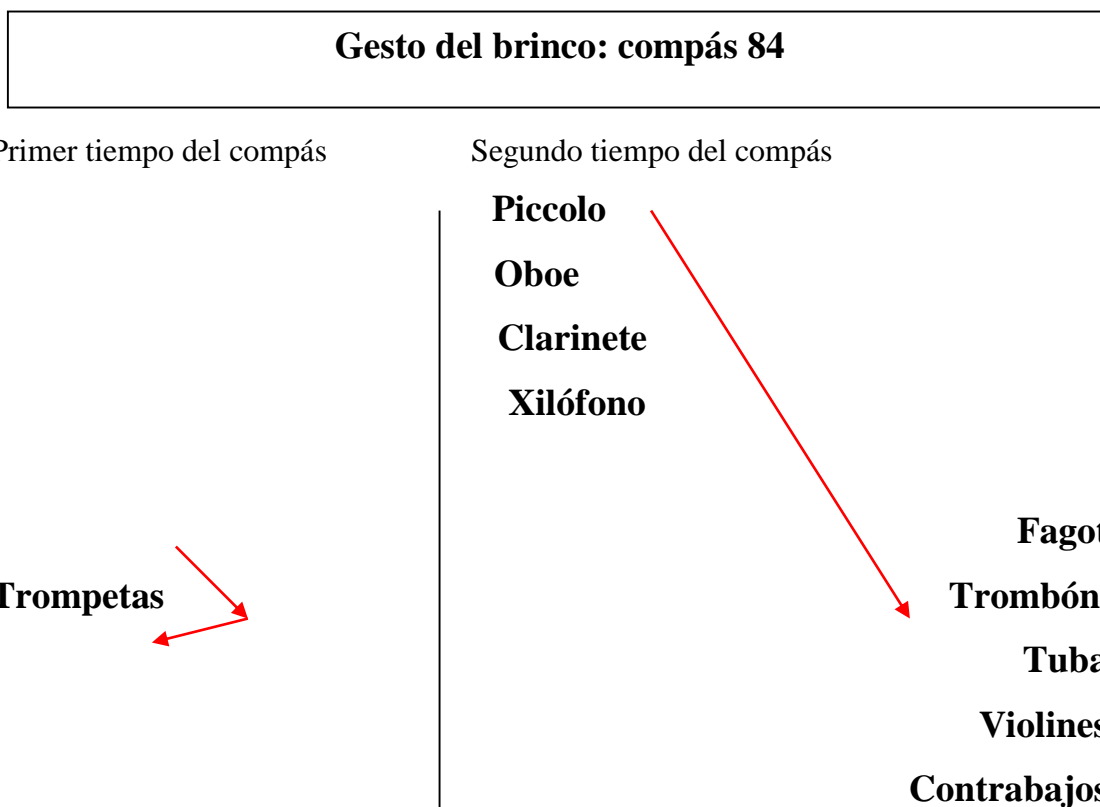 Gesto del brinco: compás 84
Primer tiempo del compás
Segundo tiempo del compás
Piccolo
Oboe
Clarinete
Xilófono
Fagot
Trompetas
Trombón
Tuba
Violines
Contrabajos